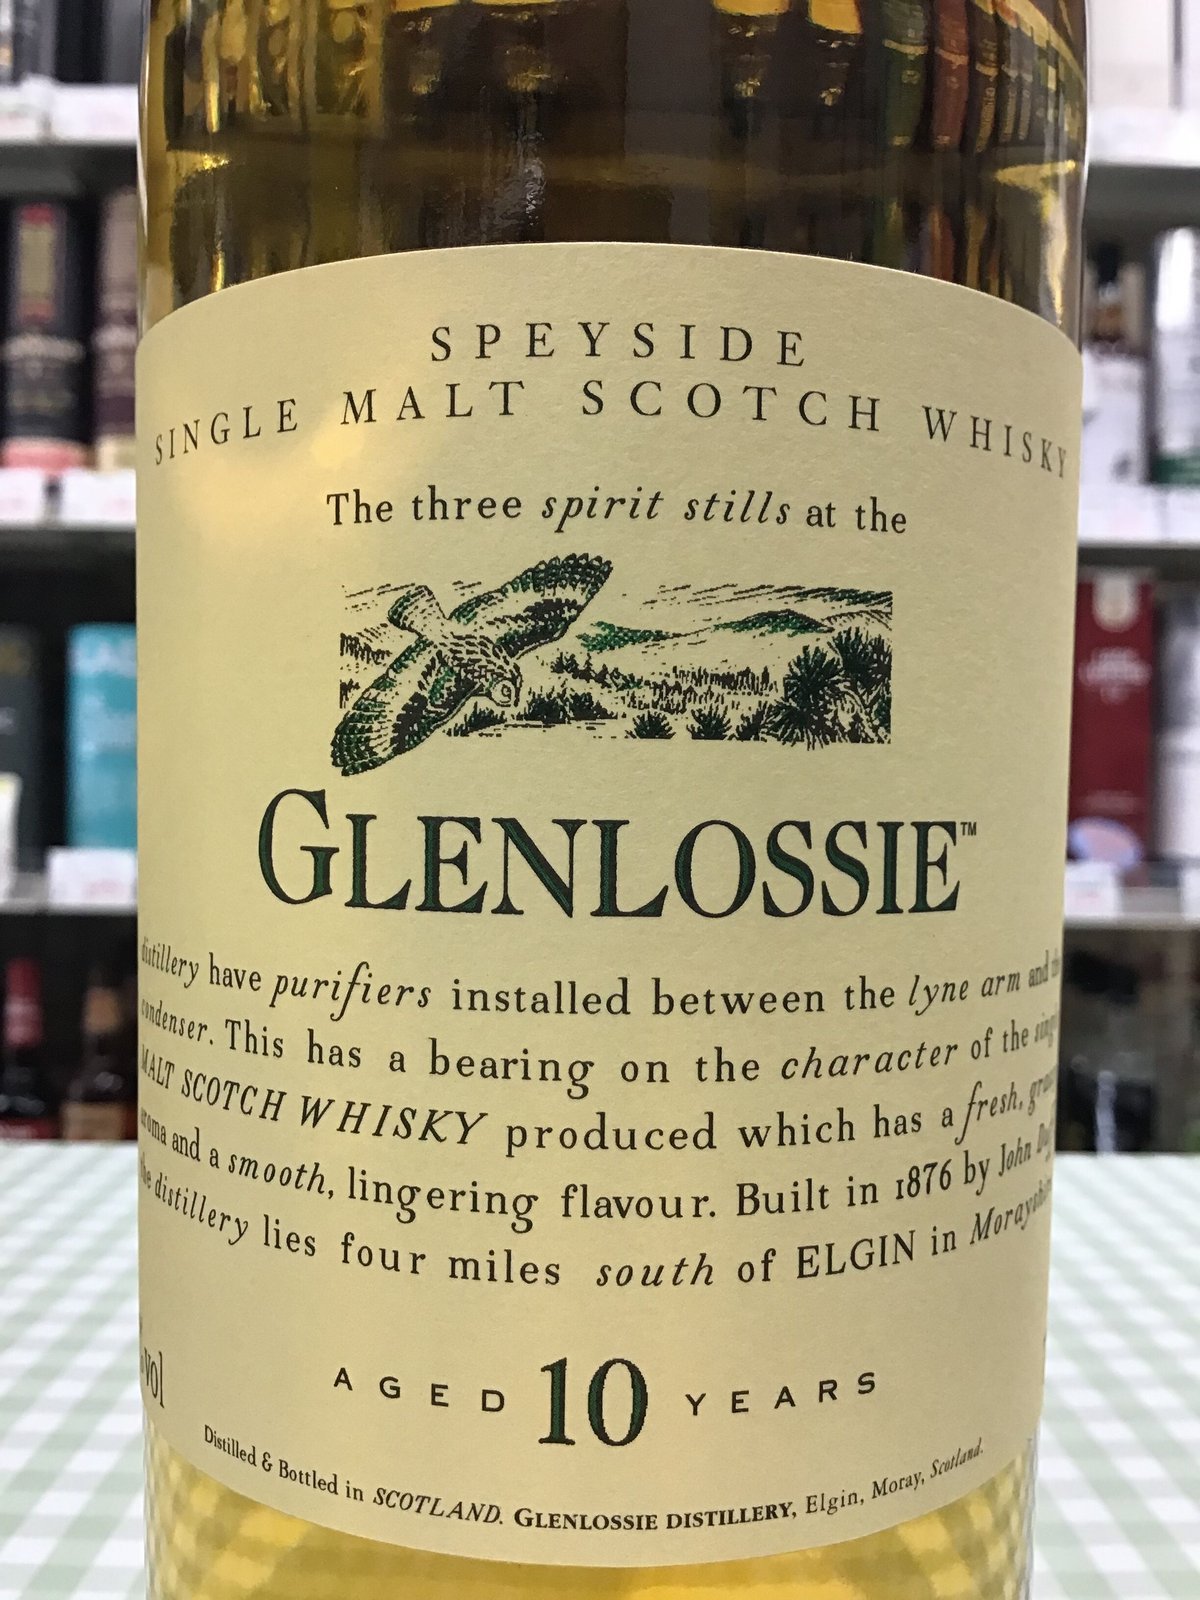 SPEYSIDE
SINGLE MALT SCOTCH WHISKY
The three spirit stills at the
GLENLOSSIE™
distillery have purifiers installed between the lyne arm and
condenser. This has a bearing on the character of the
MALT SCOTCH WHISKY produced which has a fresh,
aroma and a smooth, lingering flavour. Built in 1876 by John
the distillery lies four miles south of ELGIN in
vol
AGED 10 YEARS
Distilled & Bottled in SCOTLAND. GLENLOSSIE DISTILLERY, Elgin, Moray, Scotland.